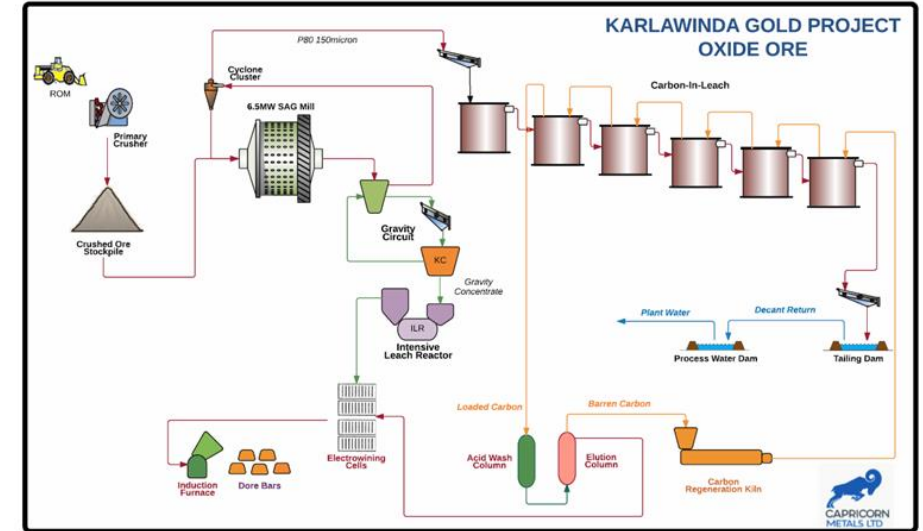 KARLAWINDA GOLD PROJECT
OXIDE ORE
P80 150micron
ROM
Cyclone
Cluster
6.5MW SAG Mill
Carbon-In-Leach
Primary
Crusher
Crushed Ore
Stockpile
Gravity
Circuit
KC
Gravity
Concentrate
ILR
Intensive
Leach Reactor
Plant Water
Decant Return
Process Water Dam
Tailing Dam
Loaded Carbon
Barren Carbon
Electrowining
Cells
Acid Wash
Column
Elution
Column
Induction
Furnace
Dore Bars
Carbon
Regeneration Kiln
CAPRICORN
METALS LTD